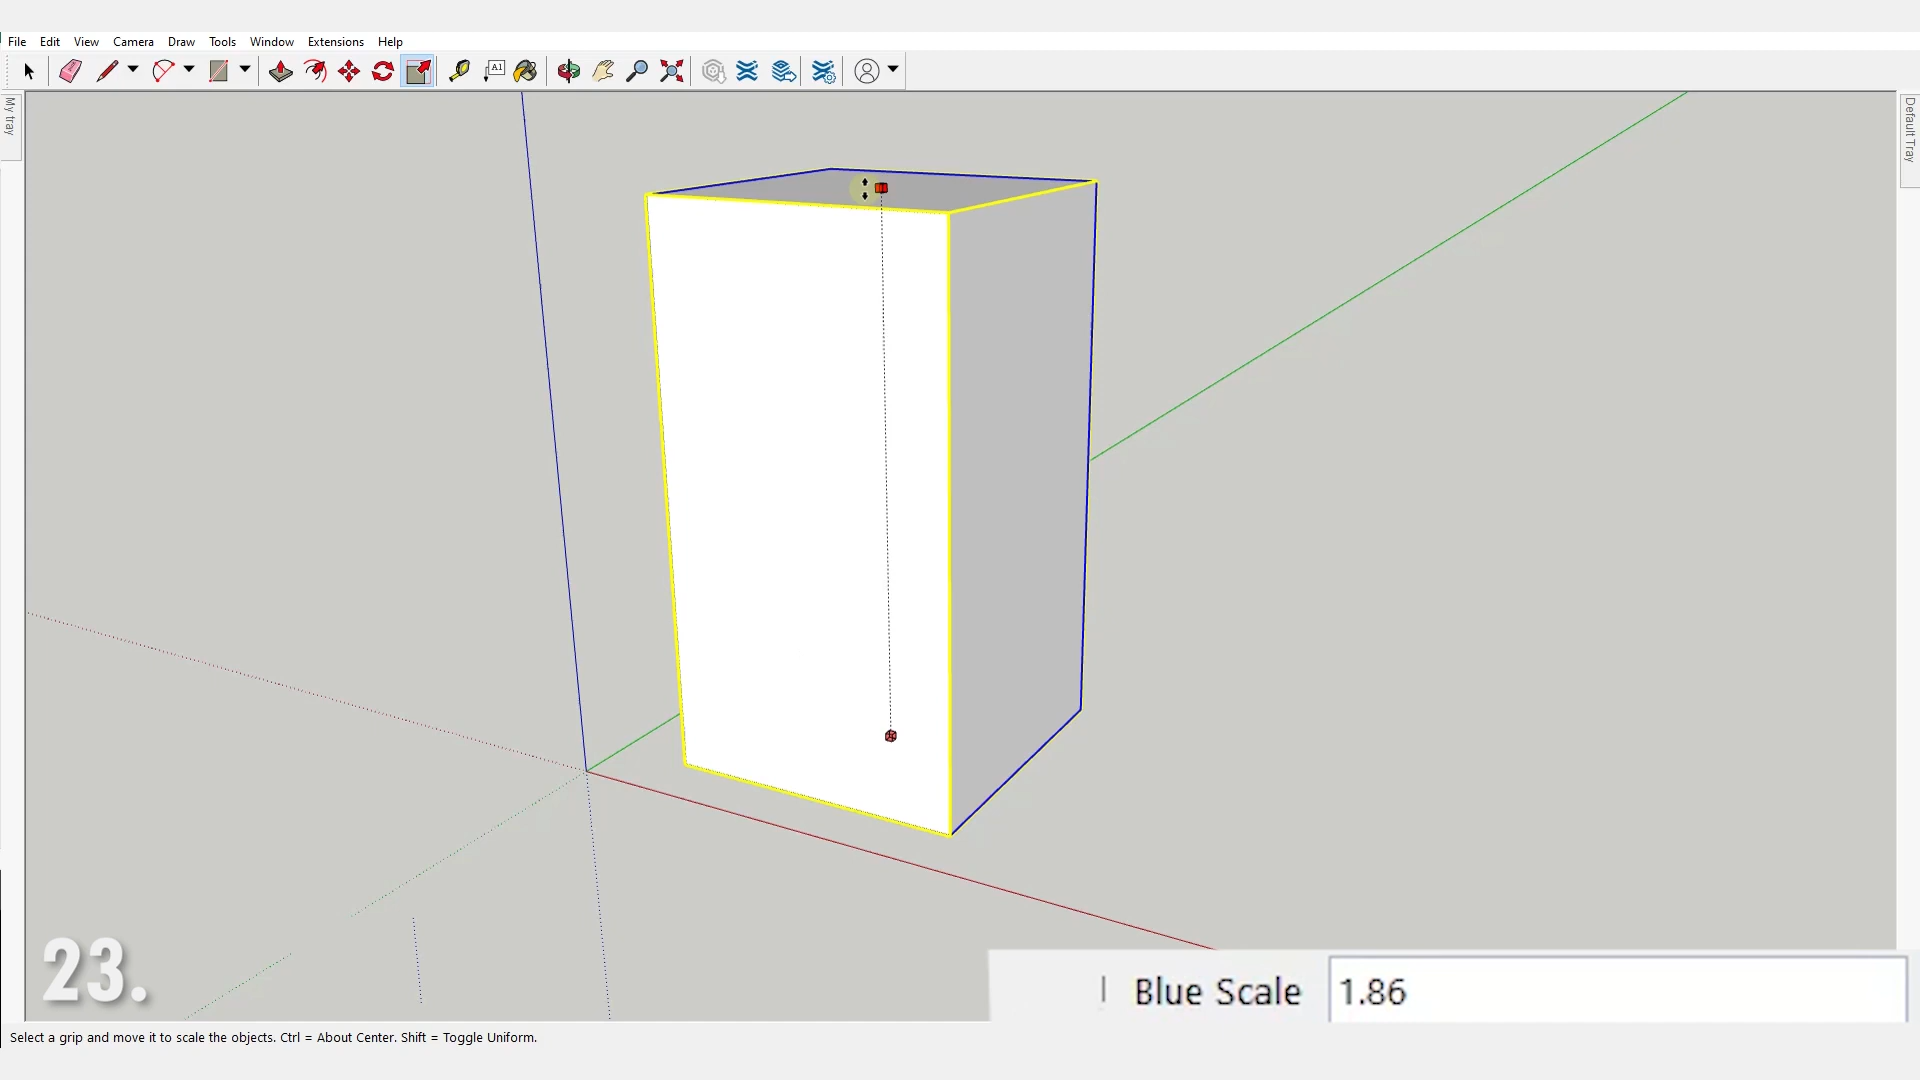 File Edit View Camera Draw Tools Window Extensions Help
A1
My tray
Default Tray
23.
Blue Scale 1.86
Select a grip and move it to scale the objects. Ctrl = About Center. Shift = Toggle Uniform.